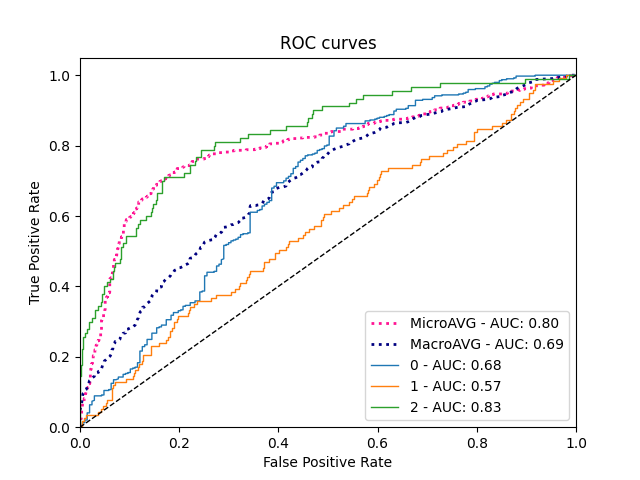 ROC curves
1.0
0.8
0.6
0.4
0.2
0.0
True Positive Rate
MicroAVG - AUC: 0.80
MacroAVG - AUC: 0.69
0 - AUC: 0.68
1 - AUC: 0.57
2 - AUC: 0.83
0.0 0.2 0.4 0.6 0.8 1.0
False Positive Rate